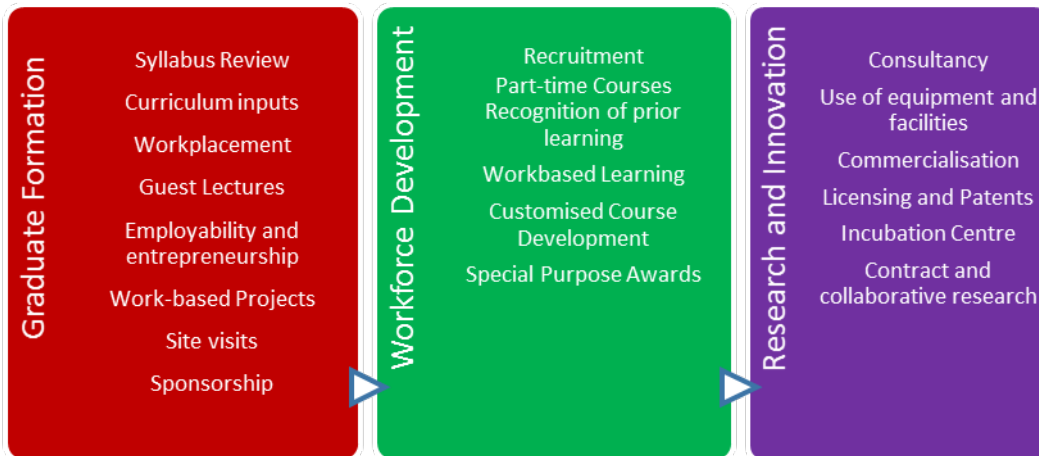 Graduate Formation
Syllabus Review
Curriculum inputs
Workplacement
Guest Lectures
Employability and
entrepreneurship
Work-based Projects
Site visits
Sponsorship
Workforce Development
Recruitment
Part-time Courses
Recognition of prior
learning
Workbased Learning
Customised Course
Development
Special Purpose Awards
Research and Innovation
Consultancy
Use of equipment and
facilities
Commercialisation
Licensing and Patents
Incubation Centre
Contract and
collaborative research